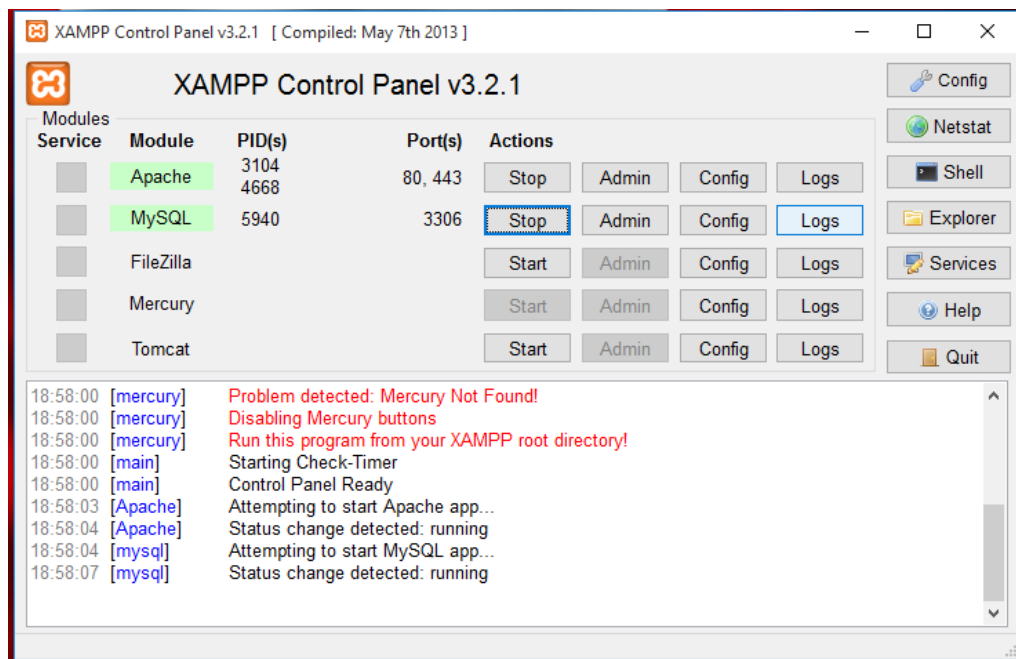 XAMPP Control Panel v3.2.1 [ Compiled: May 7th 2013 ]
XAMPP Control Panel v3.2.1
Config
Modules
Netstat
Service Module PID(s) Port(s) Actions
Apache 3104 4668 80, 443 Stop Admin Config Logs
Shell
MySQL 5940 3306 Stop Admin Config Logs
Explorer
FileZilla Start Admin Config Logs
Services
Mercury Start Admin Config Logs
Help
Tomcat Start Admin Config Logs
Quit
18:58:00 [mercury] Problem detected: Mercury Not Found!
18:58:00 [mercury] Disabling Mercury buttons
18:58:00 [mercury] Run this program from your XAMPP root directory!
18:58:00 [main] Starting Check-Timer
18:58:00 [main] Control Panel Ready
18:58:03 [Apache] Attempting to start Apache app...
18:58:04 [Apache] Status change detected: running
18:58:04 [mysql] Attempting to start MySQL app...
18:58:07 [mysql] Status change detected: running